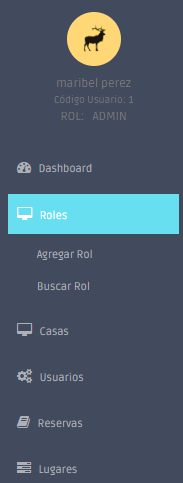 maribel perez
Código Usuario: 1
ROL: ADMIN
Dashboard
Roles
Agregar Rol
Buscar Rol
Casas
Usuarios
Reservas
Lugares